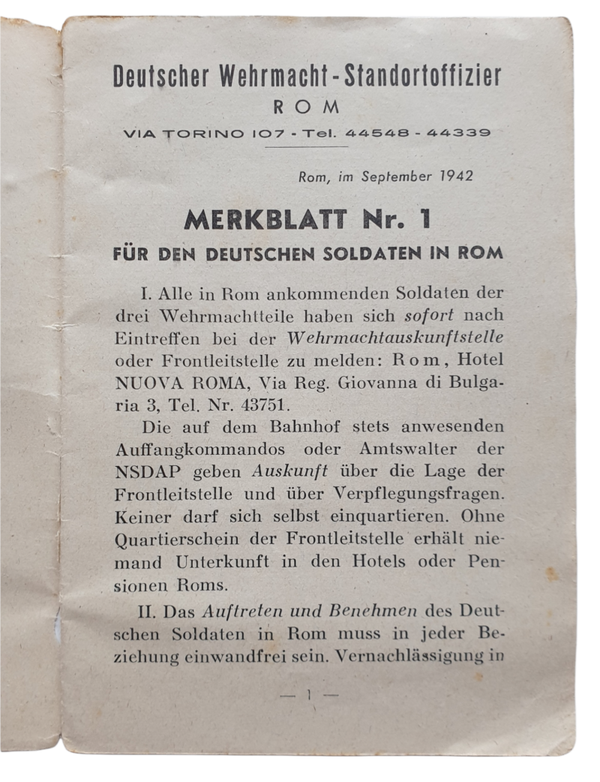 Deutscher Wehrmacht-Standortoffizier
ROM
VIA TORINO 107 - Tel. 44548 - 44339
Rom, im September 1942
MERKBLATT Nr. 1
FÜR DEN DEUTSCHEN SOLDATEN IN ROM
I. Alle in Rom ankommenden Soldaten der
drei Wehrmachtteile haben sich sofort nach
Eintreffen bei der Wehrmachtauskunftstelle
oder Frontleitstelle zu melden: Rom, Hotel
NUOVA ROMA, Via Reg. Giovanna di Bulga-
ria 3, Tel. Nr. 43751.
Die auf dem Bahnhof stets anwesenden
Auffangkommandos oder Amtswalter der
NSDAP geben Auskunft über die Lage der
Frontleitstelle und über Verpflegungsfragen.
Keiner darf sich selbst einquartieren. Ohne
Quartierschein der Frontleitstelle erhält nie-
mand Unterkunft in den Hotels oder Pen-
sionen Roms.
II. Das Auftreten und Benehmen des Deut-
schen Soldaten in Rom muss in jeder Be-
ziehung einwandfrei sein. Vernachlässigung in
— 1 —